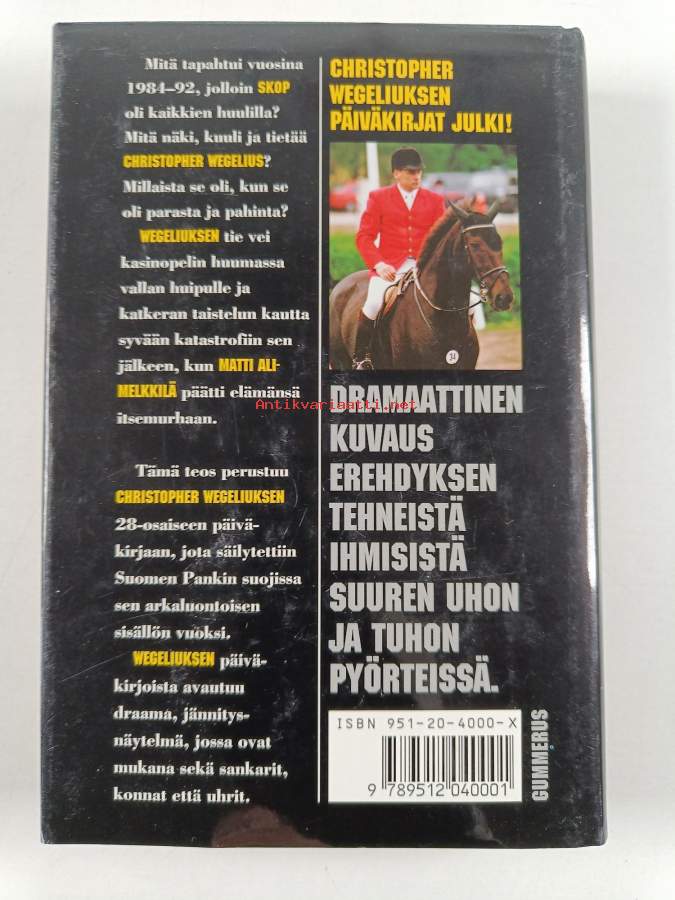 Mitä tapahtui vuosina
1984–92, jolloin SKOP
oli kaikkien huulilla?
Mitä näki, kuuli ja tietää
CHRISTOPHER WEGELIUS?
Millaista se oli, kun se
oli parasta ja pahinta?
WEGELIUKSEN tie vei
kasinopelin huumassa
vallan huipulle ja
katkeran taistelun kautta
syvään katastrofiin sen
jälkeen, kun MATTI ALI-
MELKKILÄ päätti elämänsä
itsemurhaan.
Tämä teos perustuu
CHRISTOPHER WEGELIUKSEN
28-osaiseen päivä-
kirjaan, jota säilytettiin
Suomen Pankin suojissa
sen arkaluontoisen
sisällön vuoksi.
WEGELIUKSEN päivä-
kirjoista avautuu
draama, jännitys-
näytelmä, jossa ovat
mukana sekä sankarit,
konnat että uhrit.
CHRISTOPHER
WEGELIUKSEN
PÄIVÄKIRJAT JULKI!
34
DRAMAATTINEN
KUVAUS
EREHDYKSEN
TEHNEISTÄ
IHMISISTÄ
SUUREN UHON
JA TUHON
PYÖRTEISSÄ.
ISBN 951-20-4000-X
9 789512 040001
GUMMERUS
Antikvariaatti.net